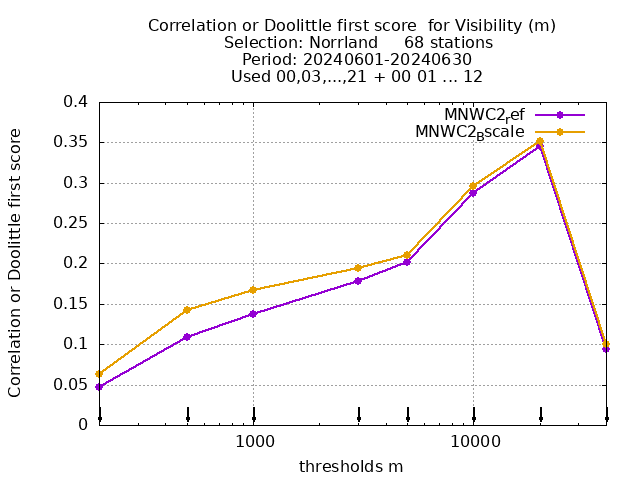 Correlation or Doolittle first score  for Visibility (m)
Selection: Norrland     68 stations
Period: 20240601-20240630
Used 00,03,...,21 + 00 01 ... 12
MNWC2_ref
MNWC2_Bscale
Correlation or Doolittle first score
0.4
0.35
0.3
0.25
0.2
0.15
0.1
0.05
0
1000 10000
thresholds m